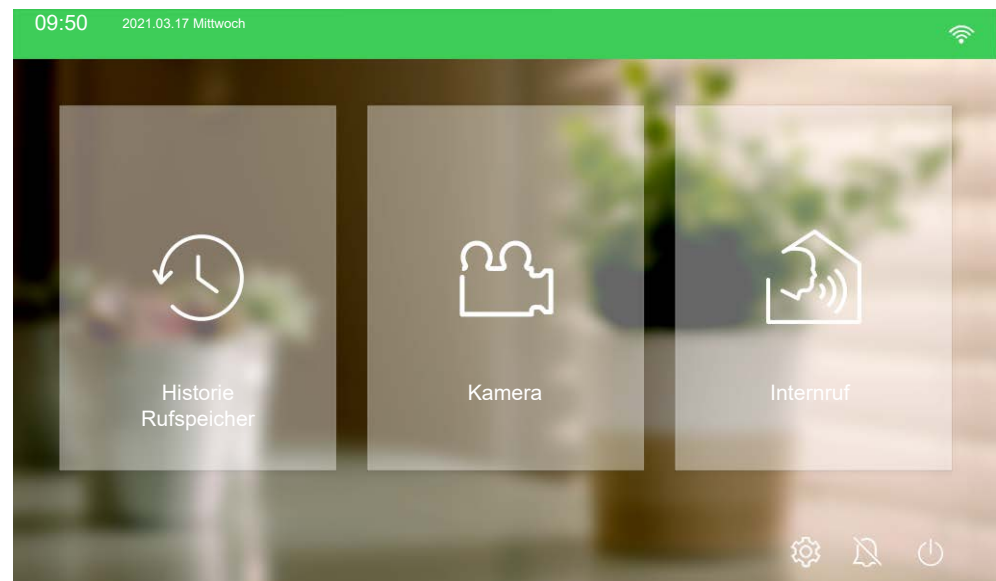 09:50 2021.03.17 Mittwoch
Historie
Rufspeicher
Kamera
Internruf